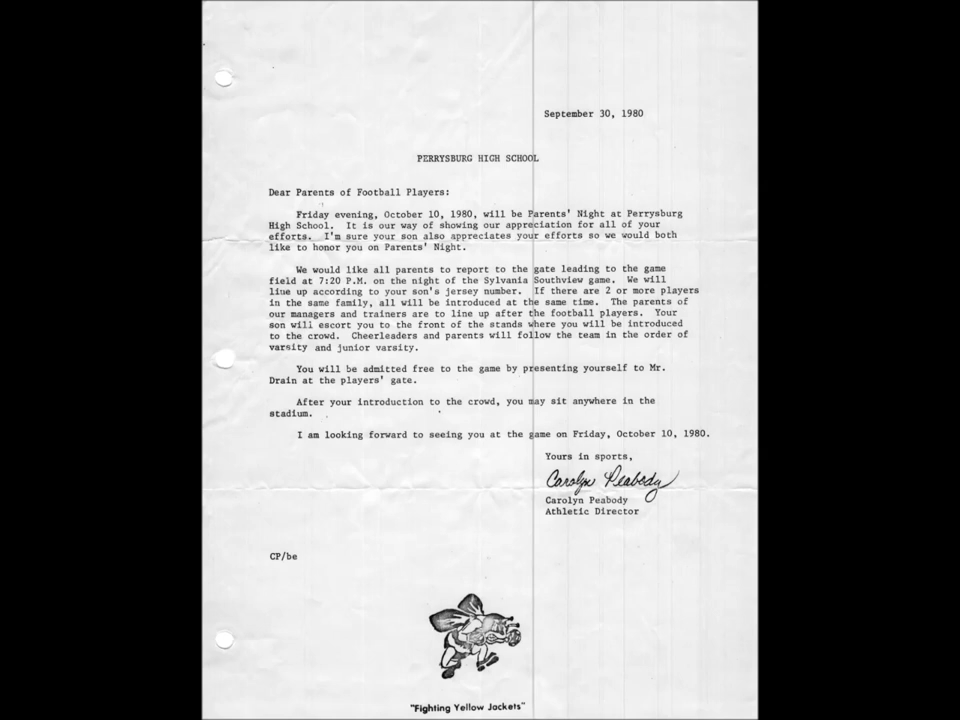 September 30, 1980
PERRYSBURG HIGH SCHOOL
Dear Parents of Football Players:
Friday evening, October 10, 1980, will be Parents' Night at Perrysburg
High School. It is our way of showing our appreciation for all of your
efforts. I'm sure your son also appreciates your efforts so we would both
like to honor you on Parents' Night.
We would like all parents to report to the gate leading to the game
field at 7:20 P.M. on the night of the Sylvania Southview game. We will
line up according to your son's jersey number. If there are 2 or more players
in the same family, all will be introduced at the same time. The parents of
our managers and trainers are to line up after the football players. Your
son will escort you to the front of the stands where you will be introduced
to the crowd. Cheerleaders and parents will follow the team in the order of
varsity and junior varsity.
You will be admitted free to the game by presenting yourself to Mr.
Drain at the players' gate.
After your introduction to the crowd, you may sit anywhere in the
stadium.
I am looking forward to seeing you at the game on Friday, October 10, 1980.
Yours in sports,
Carolyn Peabody
Carolyn Peabody
Athletic Director
CP/be
"Fighting Yellow Jackets"